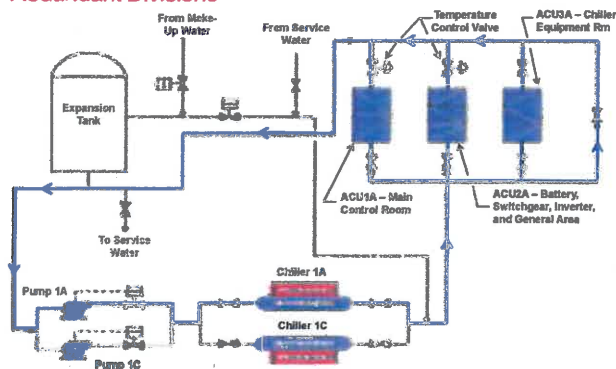 Redundant Divisions
From Make-
Up Water
From Service
Water
Temperature
Control Valve
ACU3A – Chiller
Equipment Rm
Expansion
Tank
ACU1A – Main
Control Room
ACU2A – Battery,
Switchgear, Inverter,
and General Area
To Service
Water
Pump 1A
Chiller 1A
Chiller 1C
Pump 1C